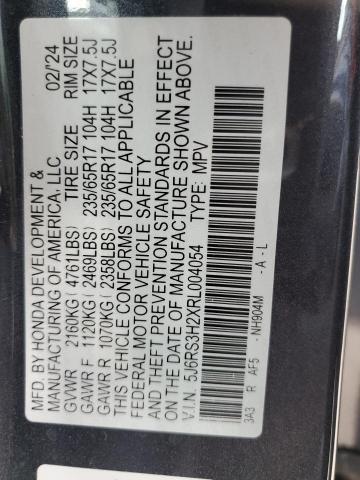 MFD. BY HONDA DEVELOPMENT & 02/'24
MANUFACTURING OF AMERICA, LLC. TIRE SIZE RIM SIZE
GVWR 2160KG ( 4761LBS) 
GAWR F 1120KG ( 2469LBS) 235/65R17 104H 17X7.5J
GAWR R 1070KG ( 2358LBS) 235/65R17 104H 17X7.5J
THIS VEHICLE CONFORMS TO ALL APPLICABLE
FEDERAL MOTOR VEHICLE SAFETY
AND THEFT PREVENTION STANDARDS IN EFFECT
ON THE DATE OF MANUFACTURE SHOWN ABOVE.
V.I.N. 5J6RS3H2XRL004054 TYPE: MPV
3A3 R AF5 - NH904M - A - L